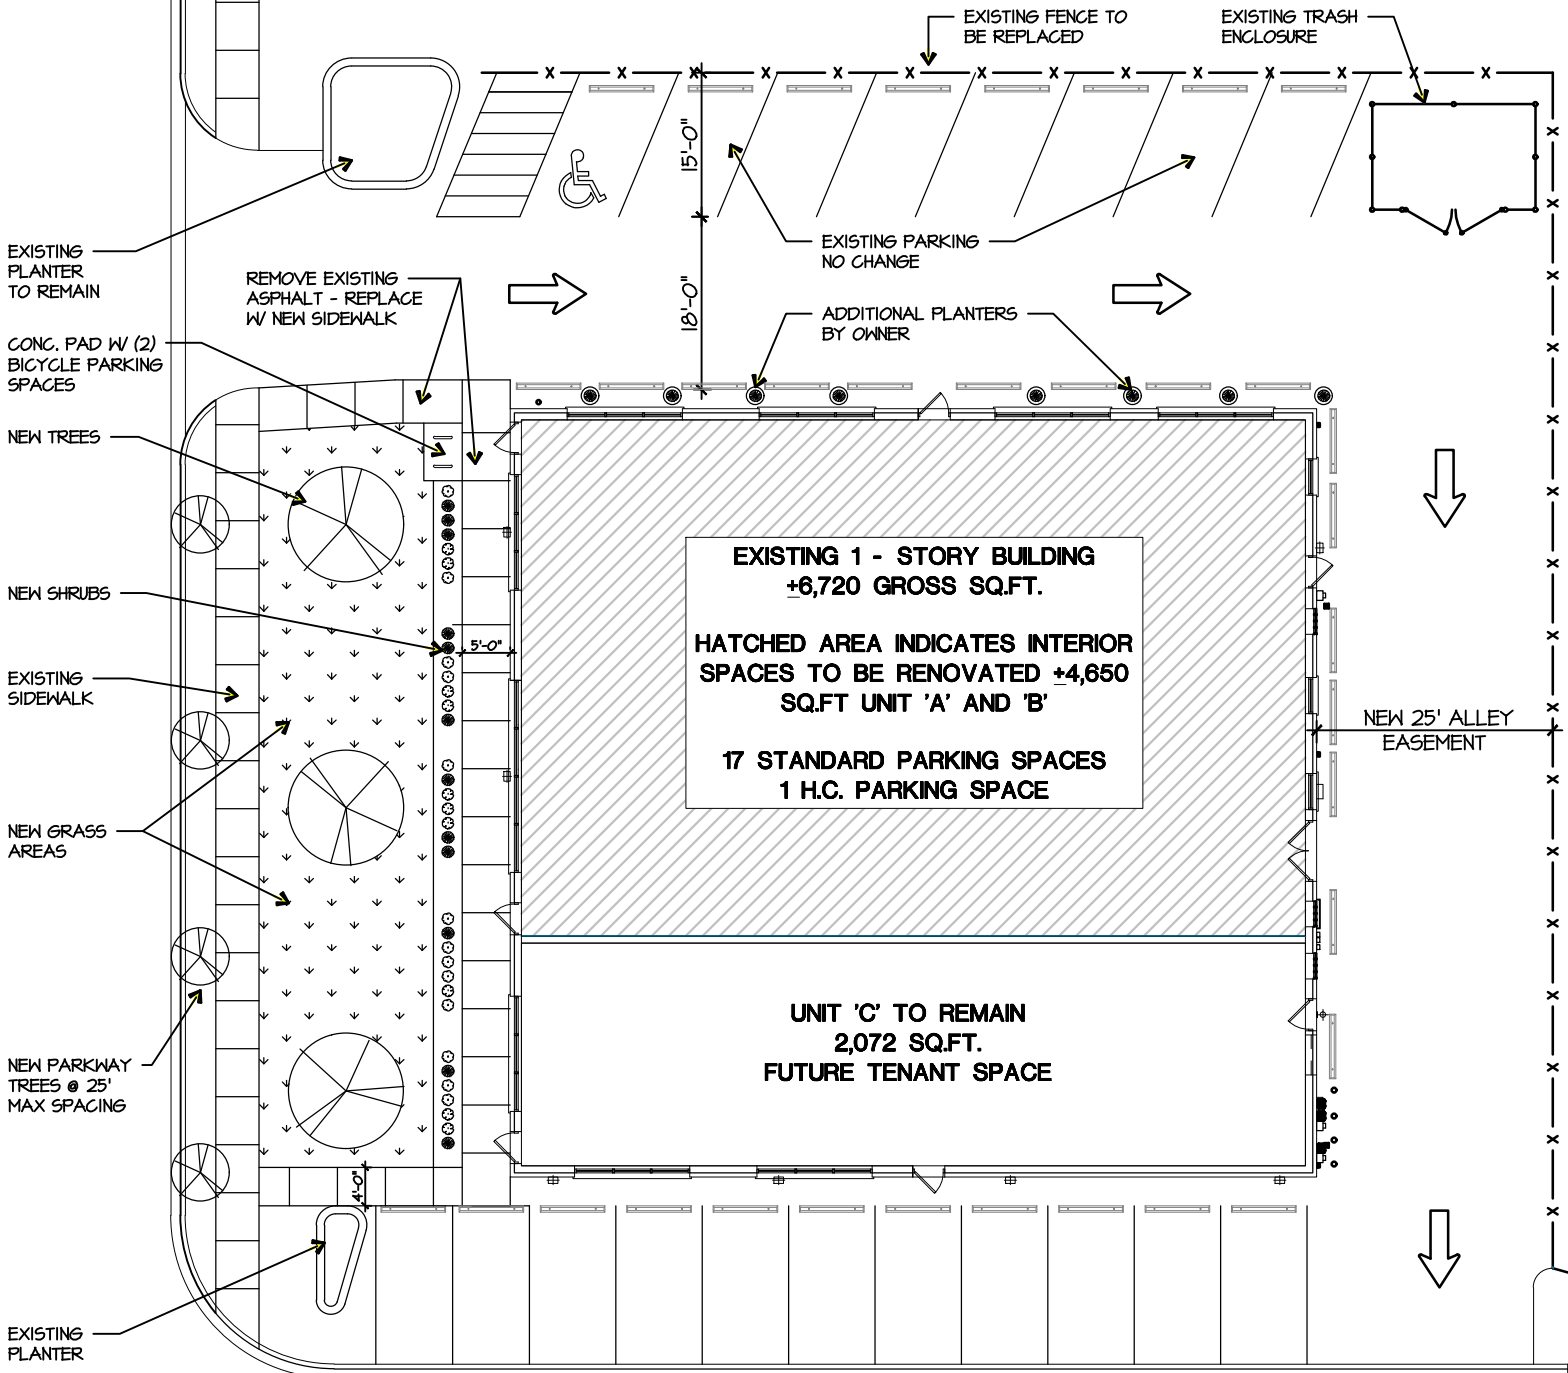 EXISTING FENCE TO
BE REPLACED
EXISTING TRASH
ENCLOSURE
15'-0"
EXISTING
PLANTER
TO REMAIN
EXISTING PARKING
NO CHANGE
REMOVE EXISTING
ASPHALT - REPLACE
W/ NEW SIDEWALK
18'-0"
ADDITIONAL PLANTERS
BY OWNER
CONC. PAD W/ (2)
BICYCLE PARKING
SPACES
NEW TREES
EXISTING 1 - STORY BUILDING
±6,720 GROSS SQ.FT.
HATCHED AREA INDICATES INTERIOR
SPACES TO BE RENOVATED ±4,650
SQ.FT UNIT 'A' AND 'B'
17 STANDARD PARKING SPACES
1 H.C. PARKING SPACE
NEW SHRUBS
5'-0"
EXISTING
SIDEWALK
NEW 25' ALLEY
EASEMENT
NEW GRASS
AREAS
UNIT 'C' TO REMAIN
2,072 SQ.FT.
FUTURE TENANT SPACE
NEW PARKWAY
TREES @ 25'
MAX SPACING
4'-0"
EXISTING
PLANTER